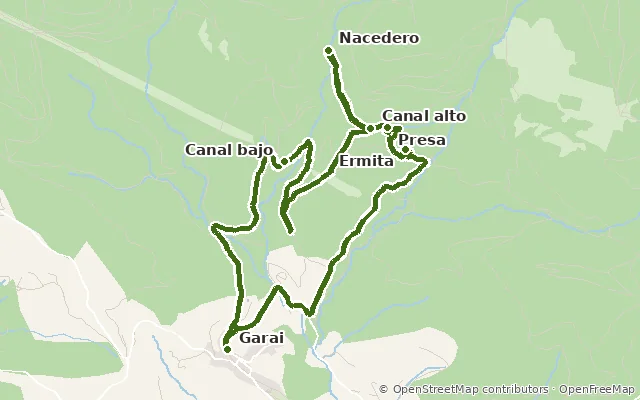 Nacedero
Canal alto
Presa
Canal bajo
Ermita
Garai
© OpenStreetMap contributors - OpenFreeMap